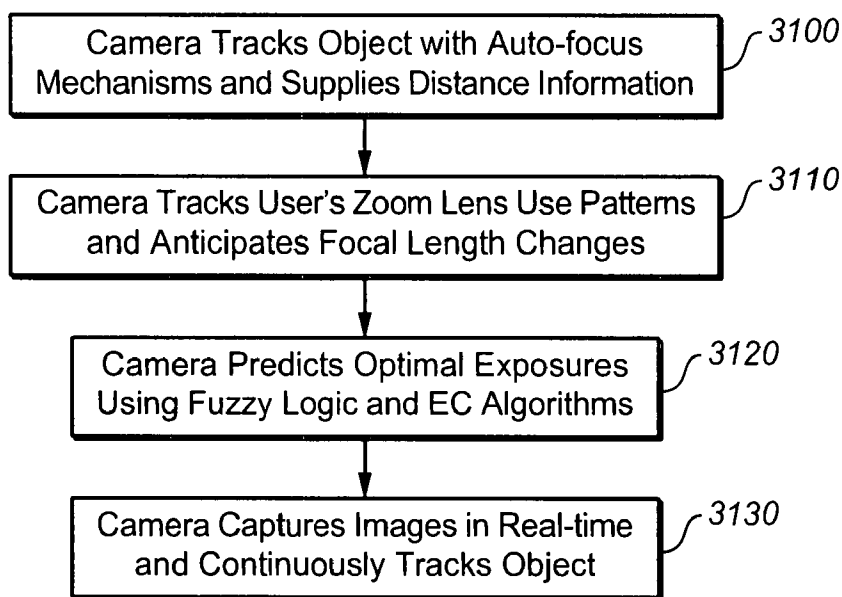 Camera Tracks Object with Auto-focus
Mechanisms and Supplies Distance Information
3100
Camera Tracks User's Zoom Lens Use Patterns
and Anticipates Focal Length Changes
3110
Camera Predicts Optimal Exposures
Using Fuzzy Logic and EC Algorithms
3120
Camera Captures Images in Real-time
and Continuously Tracks Object
3130